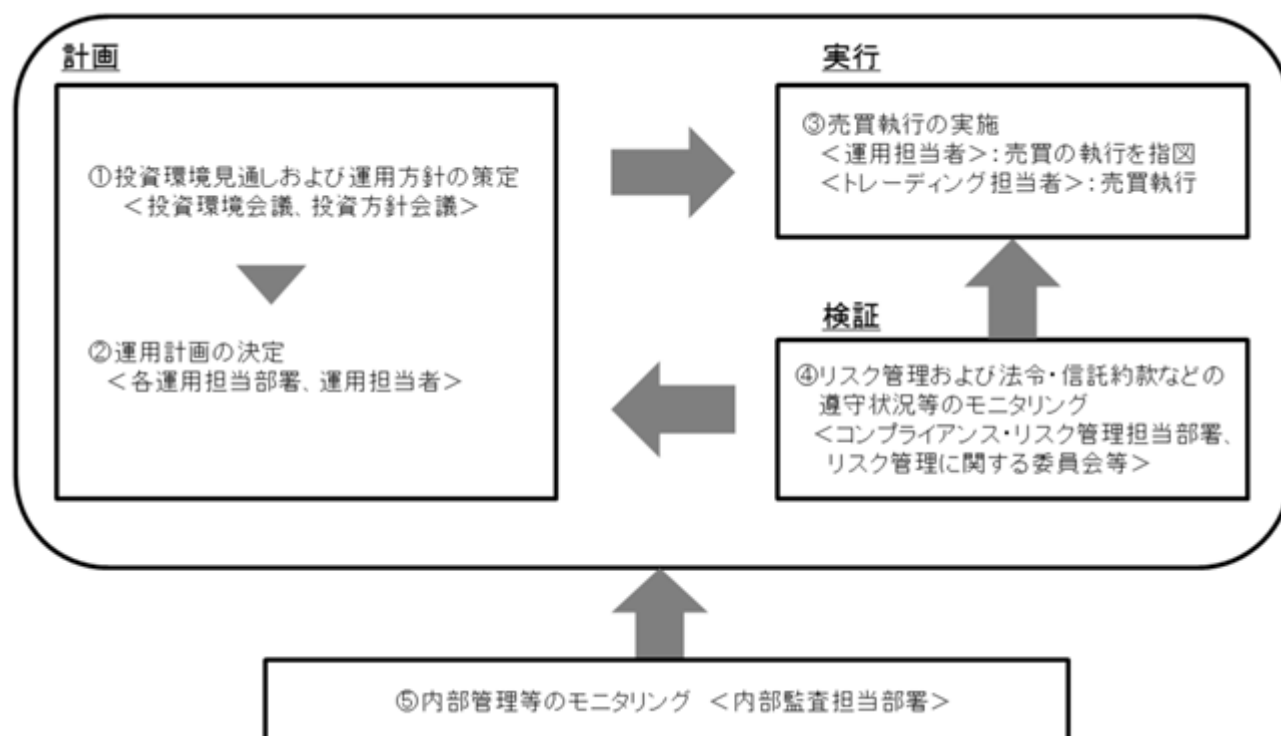 計画
①投資環境見通しおよび運用方針の策定
＜投資環境会議、投資方針会議＞
②運用計画の決定
＜各運用担当部署、運用担当者＞
実行
③売買執行の実施
＜運用担当者＞：売買の執行を指図
＜トレーディング担当者＞：売買執行
検証
④リスク管理および法令・信託約款などの
遵守状況等のモニタリング
＜コンプライアンス・リスク管理担当部署、
リスク管理に関する委員会等＞
⑤内部管理等のモニタリング ＜内部監査担当部署＞